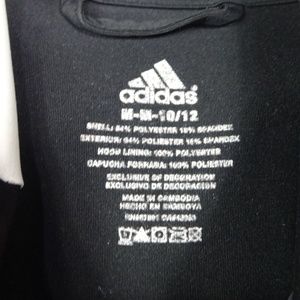 adidas
M-M-10/12
SHELL: 84% POLYESTER 16% SPANDEX
EXTERIOR: 84% POLIESTER 16% SPANDEX
HOOD LINING: 100% POLYESTER
CAPUCHA FORRADA: 100% POLIESTER
EXCLUSIVE OF DECORATION
EXCLUSIVO DE DECORACION
MADE IN CAMBODIA
HECHO EN CAMBOYA